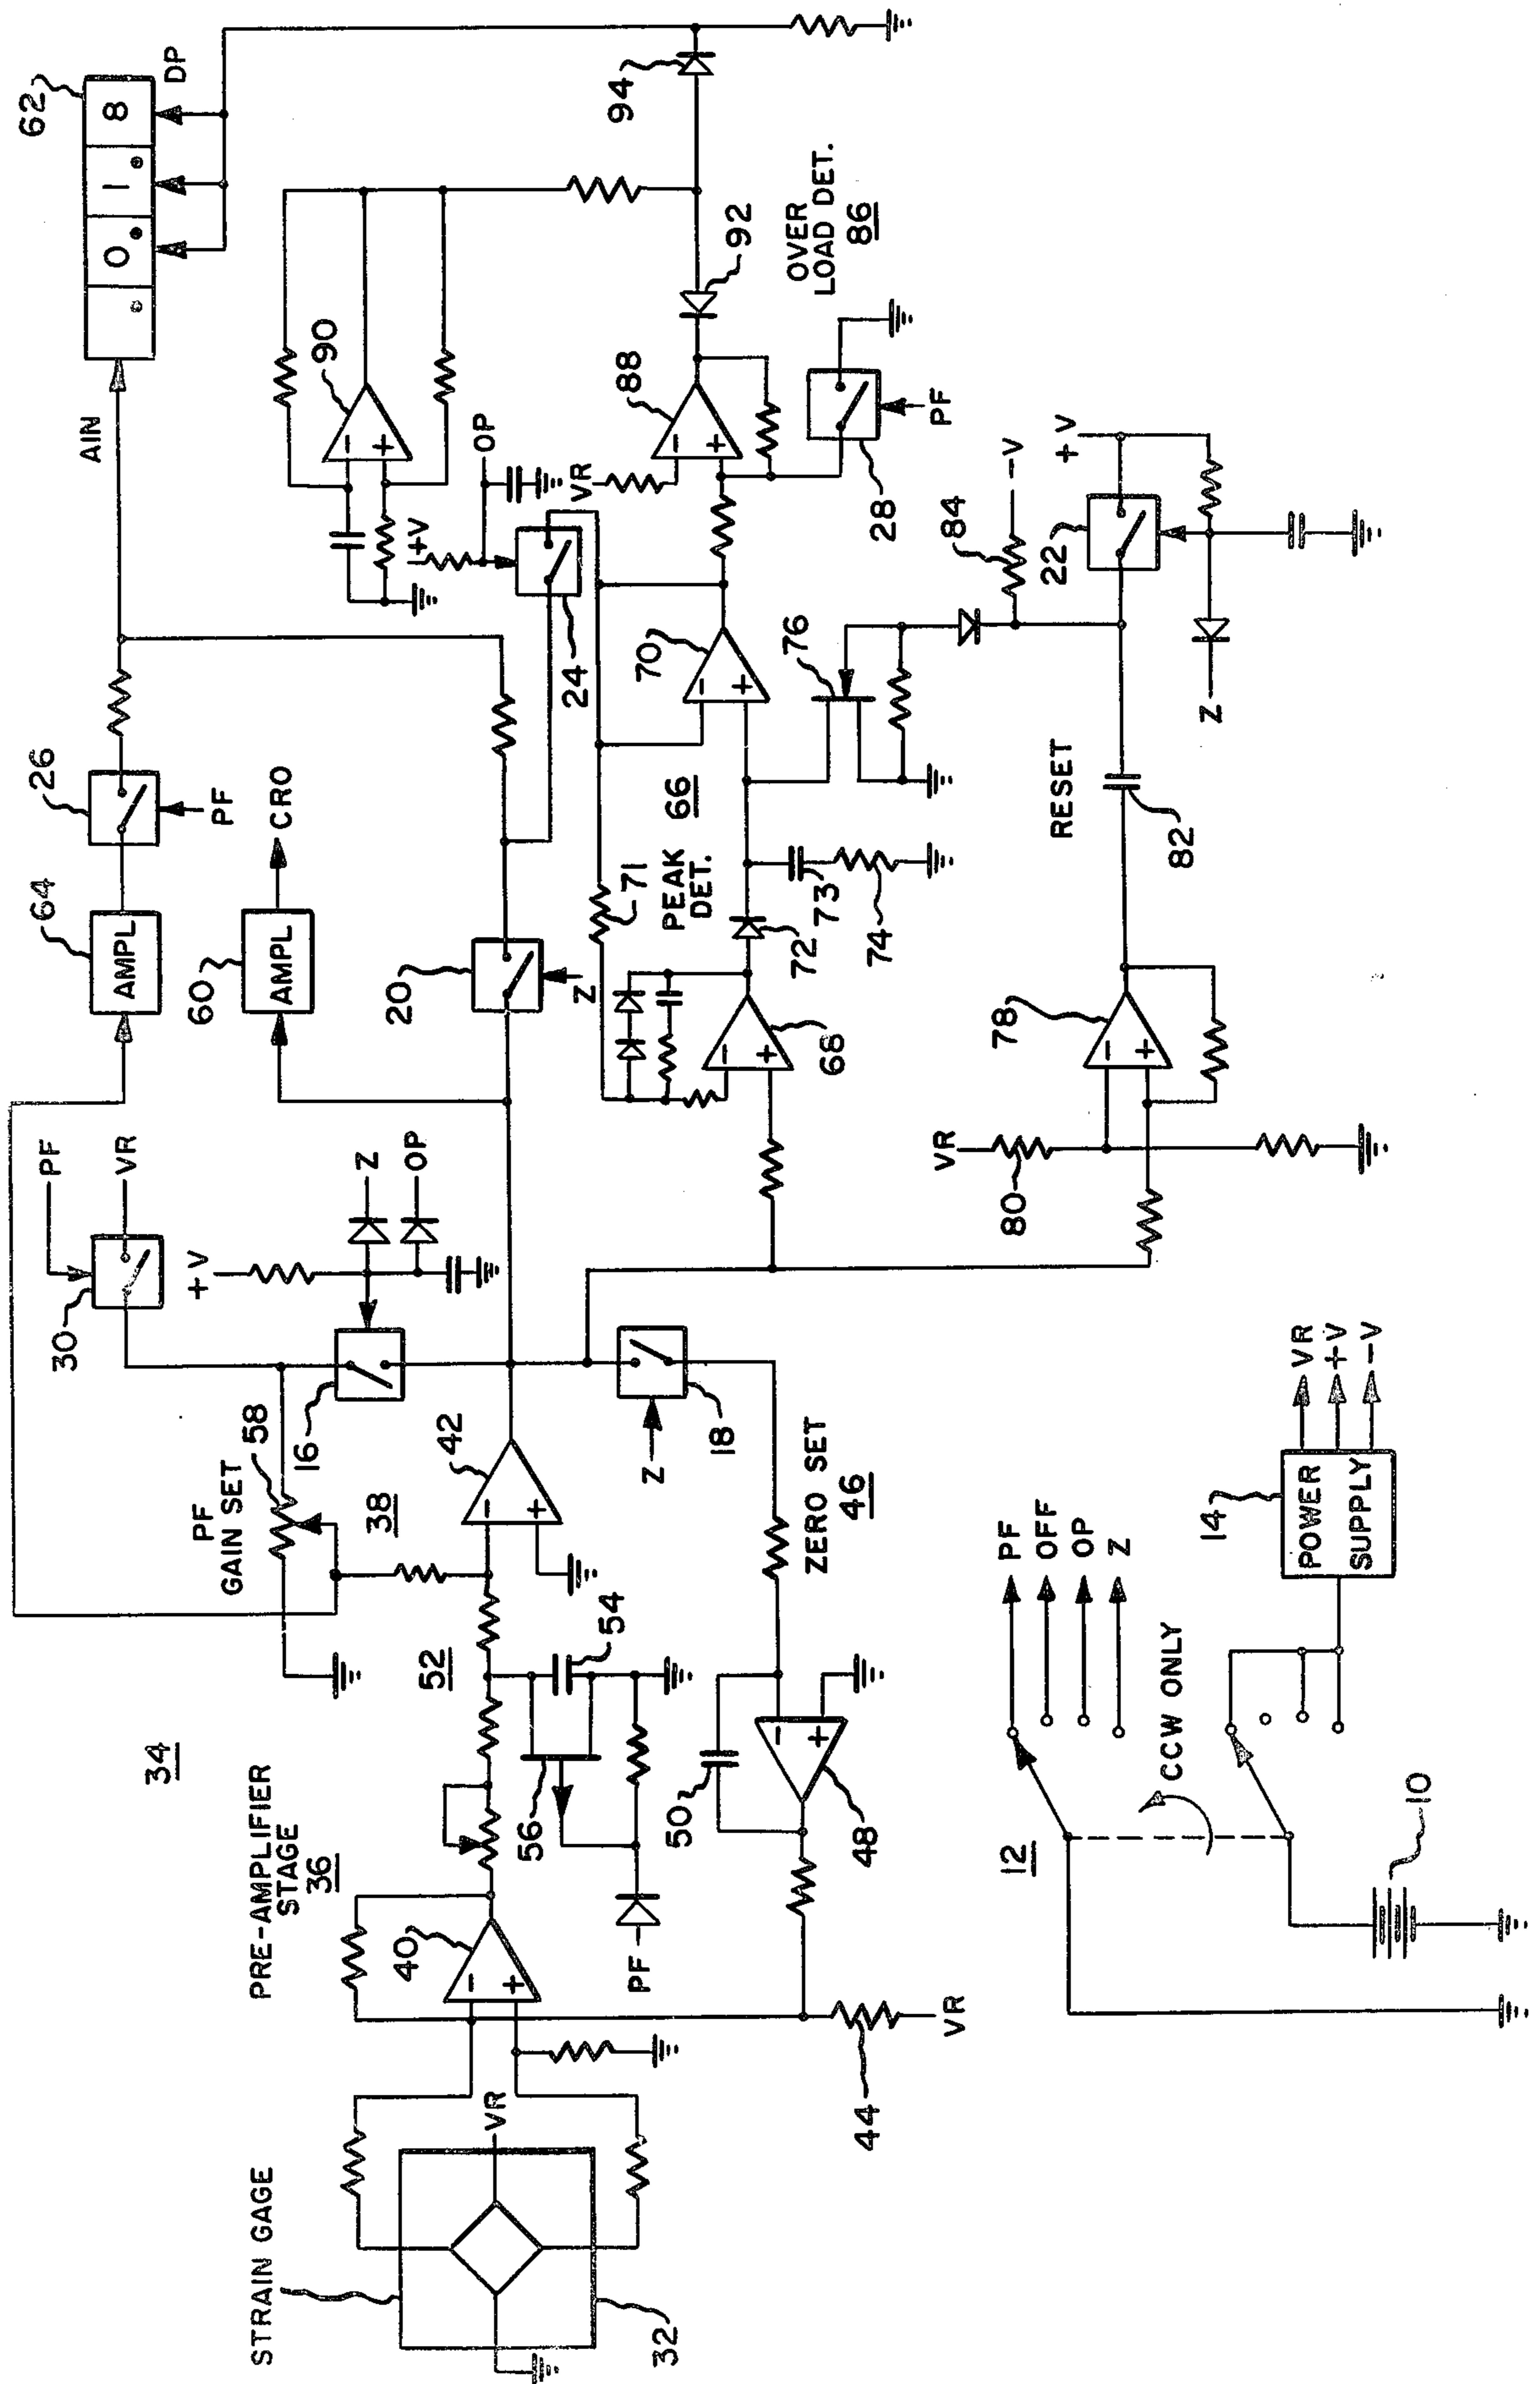 STRAIN GAGE
32
VR
34
PRE-AMPLIFIER
STAGE
36
40
-
+
44
VR
PF
56
54
52
50
48
-
+
ZERO SET
46
PF
GAIN SET
58
38
42
-
+
16
18
Z
30
PF
VR
+V
Z
OP
64
AMPL
60
AMPL
CRO
26
PF
20
Z
AIN
62
0
1
8
DP
68
-
+
71
PEAK
DET.
66
72
73
74
70
-
+
76
24
+V
OP
90
-
+
VR
88
-
+
92
94
OVER
LOAD DET.
86
28
PF
VR
80
78
-
+
RESET
82
84
-V
22
+V
Z
12
10
CCW ONLY
PF
OFF
OP
Z
14
POWER
SUPPLY
VR
+V
-V